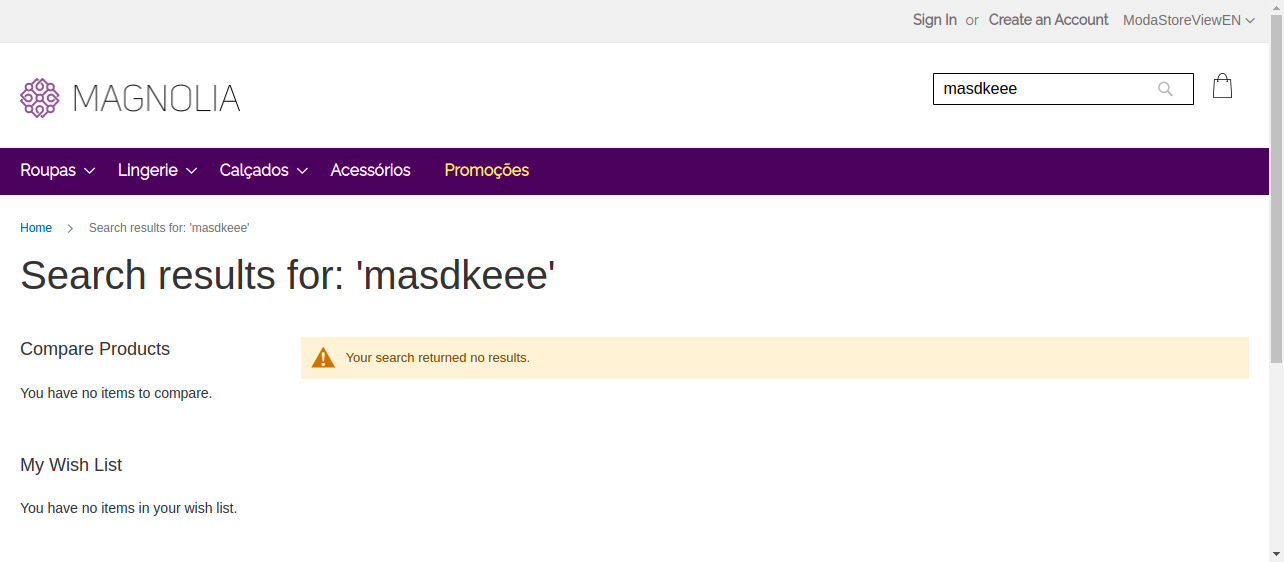 Sign In or Create an Account ModaStoreViewEN
MAGNOLIA
masdkeee
Roupas Lingerie Calçados Acessórios Promoções
Home Search results for: 'masdkeee'
Search results for: 'masdkeee'
Compare Products
Your search returned no results.
You have no items to compare.
My Wish List
You have no items in your wish list.